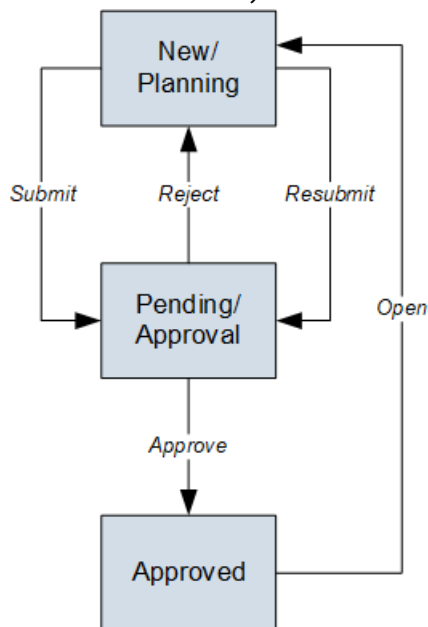 New/
Planning
Submit
Reject
Resubmit
Open
Pending/
Approval
Approve
Approved